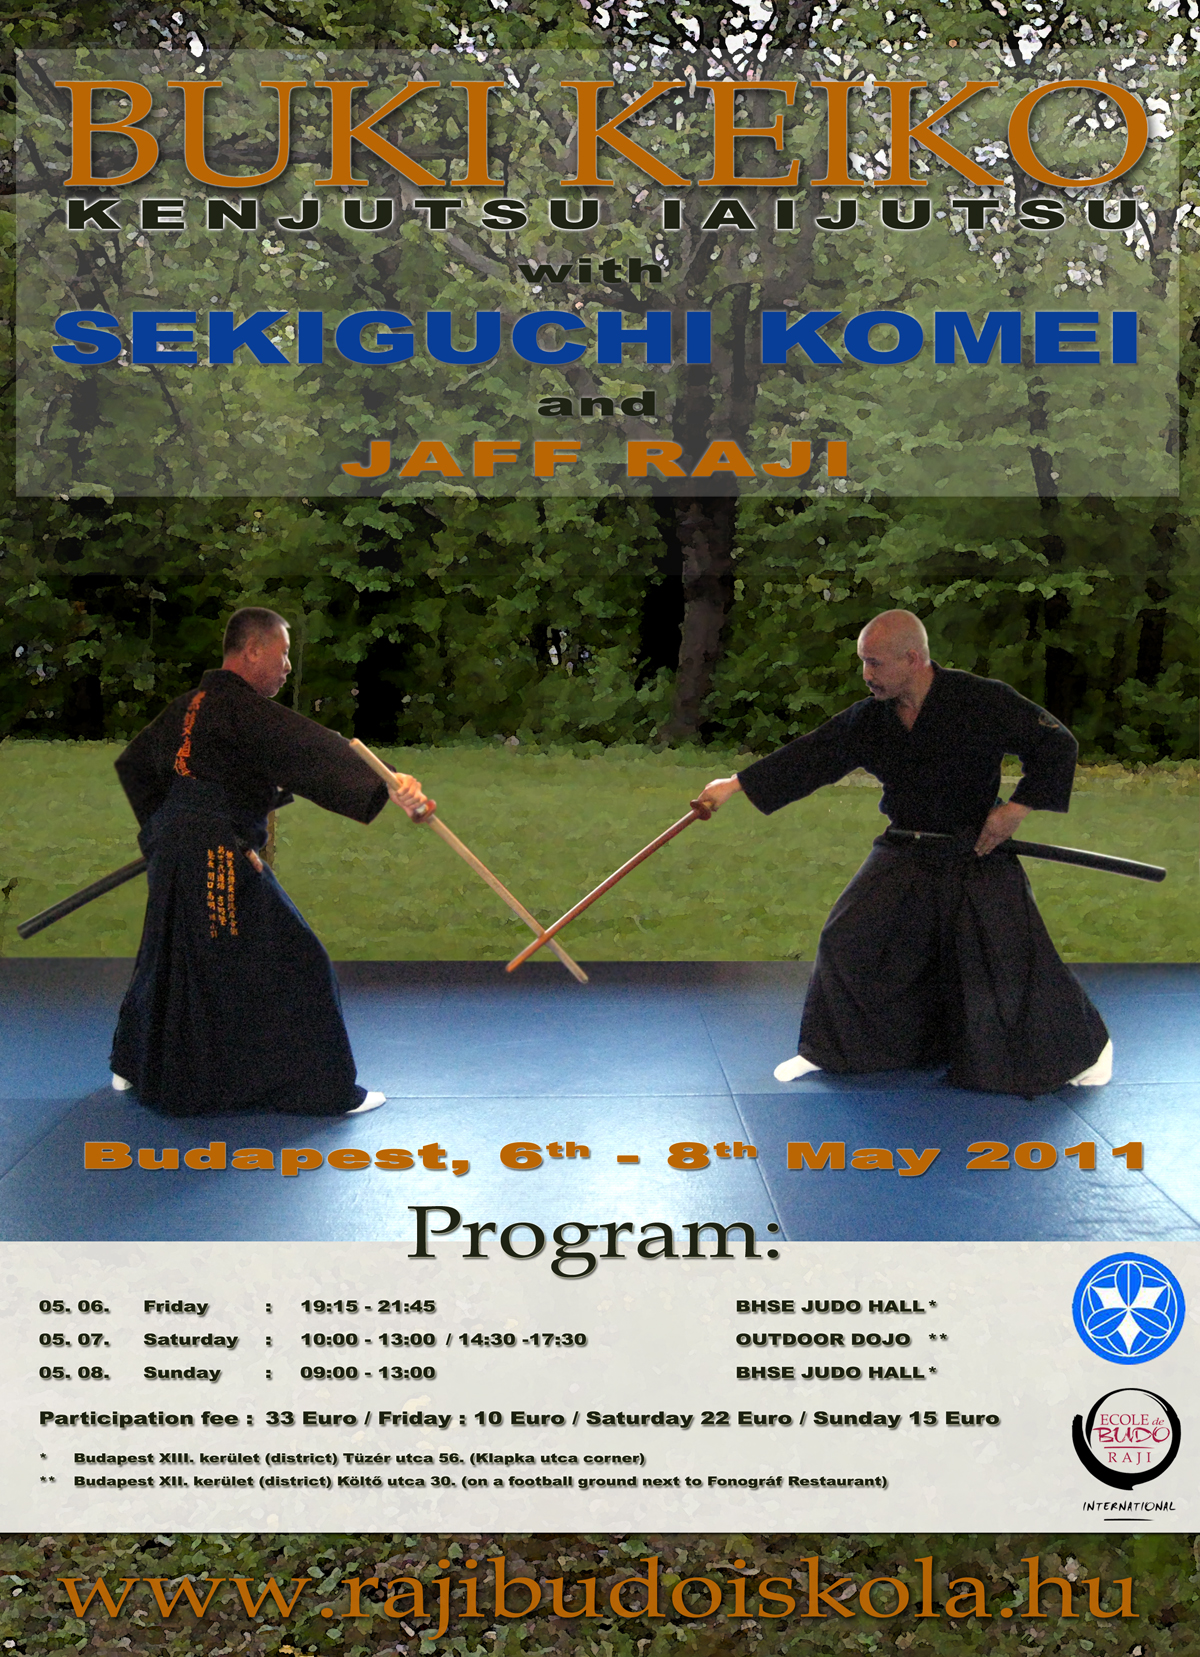 BUKI KEIKO
KENJUTSU IAIJUTSU
with
SEKIGUCHI KOMEI
and
JAFF RAJI
Budapest, 6th - 8th May 2011
Program:
05. 06. Friday : 19:15 - 21:45 BHSE JUDO HALL *
05. 07. Saturday : 10:00 - 13:00 / 14:30 -17:30 OUTDOOR DOJO **
05. 08. Sunday : 09:00 - 13:00 BHSE JUDO HALL *
Participation fee : 33 Euro / Friday : 10 Euro / Saturday 22 Euro / Sunday 15 Euro
* Budapest XIII. kerület (district) Tüzér utca 56. (Klapka utca corner)
** Budapest XII. kerület (district) Költő utca 30. (on a football ground next to Fonográf Restaurant)
ECOLE de
BUDO
RAJI
INTERNATIONAL
www.rajibudoiskola.hu